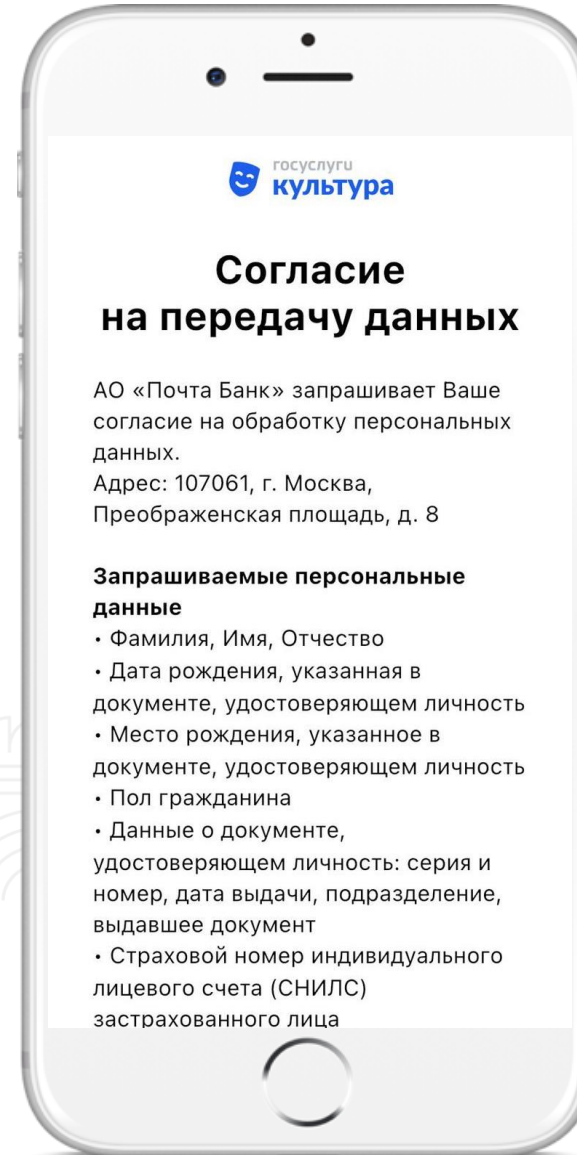 госуслуги
культура
Согласие
на передачу данных
АО «Почта Банк» запрашивает Ваше
согласие на обработку персональных
данных.
Адрес: 107061, г. Москва,
Преображенская площадь, д. 8
Запрашиваемые персональные
данные
• Фамилия, Имя, Отчество
• Дата рождения, указанная в
документе, удостоверяющем личность
• Место рождения, указанное в
документе, удостоверяющем личность
• Пол гражданина
• Данные о документе,
удостоверяющем личность: серия и
номер, дата выдачи, подразделение,
выдавшее документ
• Страховой номер индивидуального
лицевого счета (СНИЛС)
застрахованного лица